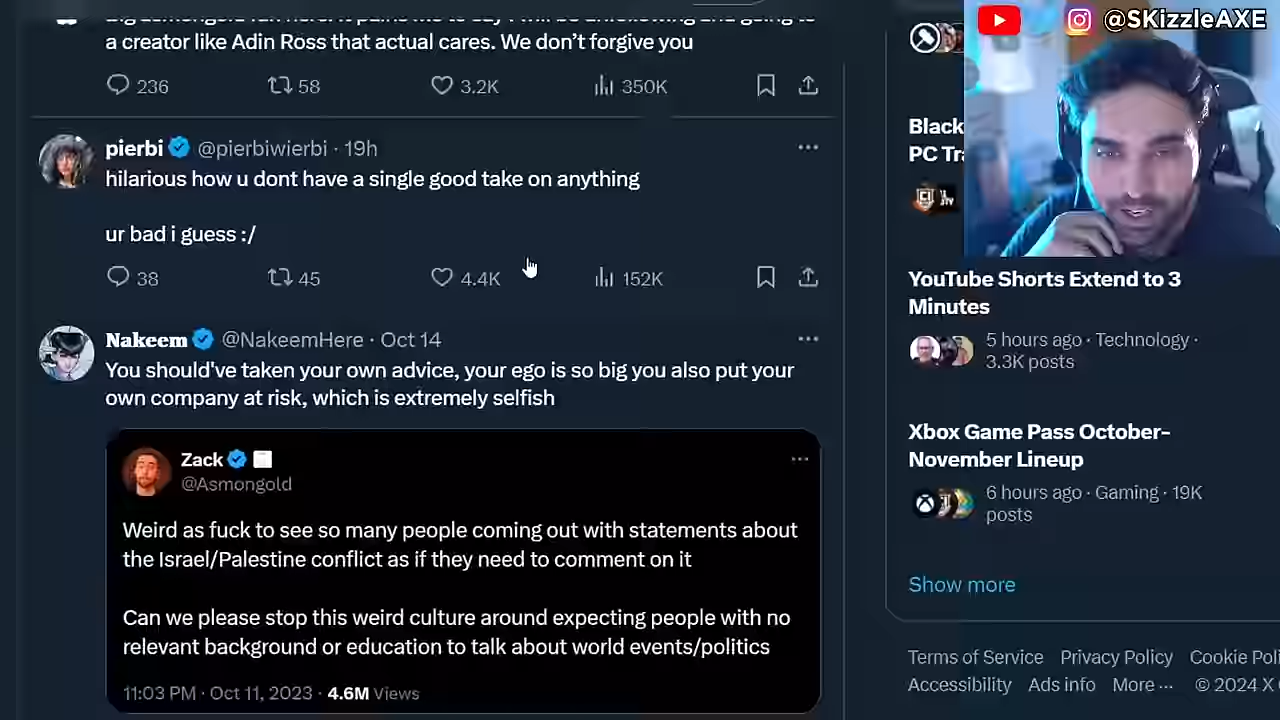 @SKizzleAXE
a creator like Adin Ross that actual cares. We don’t forgive you
236 58 3.2K 350K
pierbi @pierbiwierbi · 19h
hilarious how u dont have a single good take on anything
ur bad i guess :/
38 45 4.4K 152K
Nakeem @NakeemHere · Oct 14
You should've taken your own advice, your ego is so big you also put your
own company at risk, which is extremely selfish
Zack
@Asmongold
Weird as fuck to see so many people coming out with statements about
the Israel/Palestine conflict as if they need to comment on it
Can we please stop this weird culture around expecting people with no
relevant background or education to talk about world events/politics
11:03 PM · Oct 11, 2023 · 4.6M Views
Black
PC Tra
YouTube Shorts Extend to 3
Minutes
5 hours ago · Technology ·
3.3K posts
Xbox Game Pass October-
November Lineup
6 hours ago · Gaming · 19K
posts
Show more
Terms of Service Privacy Policy Cookie Poli
Accessibility Ads info More ··· © 2024 X